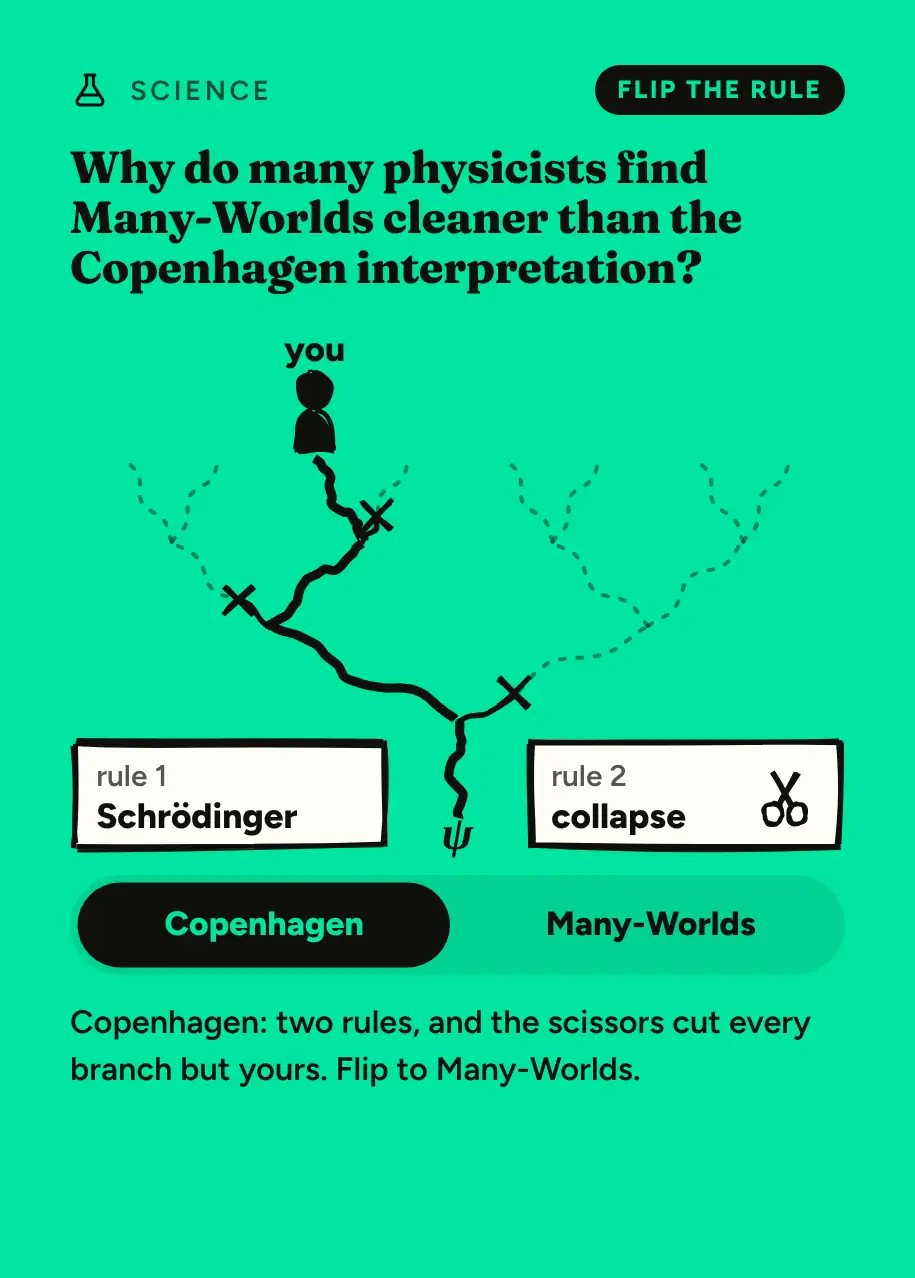 SCIENCE
FLIP THE RULE
Why do many physicists find
Many-Worlds cleaner than the
Copenhagen interpretation?
you
rule 1
Schrödinger
rule 2
collapse
ψ
Copenhagen
Many-Worlds
Copenhagen: two rules, and the scissors cut every
branch but yours. Flip to Many-Worlds.